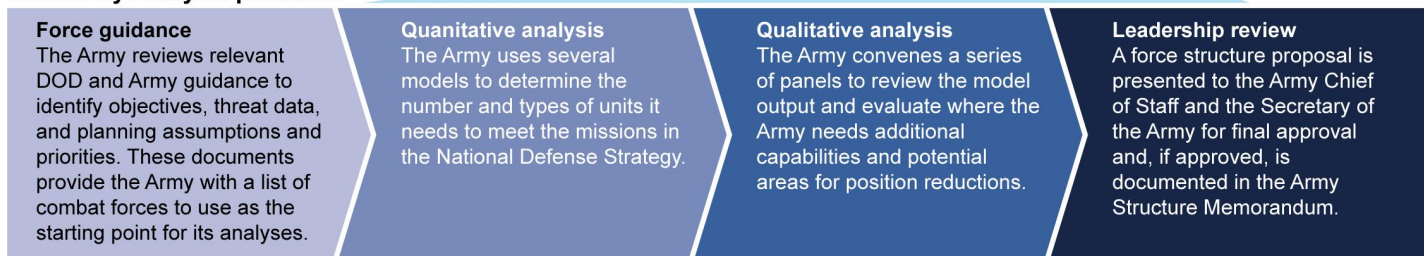 Force guidance
The Army reviews relevant
DOD and Army guidance to
identify objectives, threat data,
and planning assumptions and
priorities. These documents
provide the Army with a list of
combat forces to use as the
starting point for its analyses.
Quanitative analysis
The Army uses several
models to determine the
number and types of units it
needs to meet the missions in
the National Defense Strategy.
Qualitative analysis
The Army convenes a series
of panels to review the model
output and evaluate where the
Army needs additional
capabilities and potential
areas for position reductions.
Leadership review
A force structure proposal is
presented to the Army Chief
of Staff and the Secretary of
the Army for final approval
and, if approved, is
documented in the Army
Structure Memorandum.